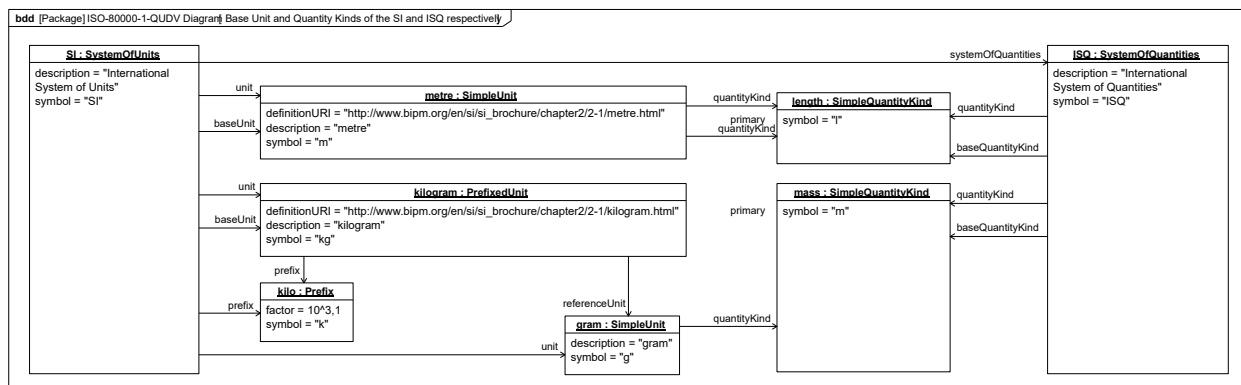 bdd [Package] ISO-80000-1-QUDV Diagram[ Base Unit and Quantity Kinds of the SI and ISQ respectively]
SI : SystemOfUnits
description = "International
System of Units"
symbol = "SI"
systemOfQuantities
ISQ : SystemOfQuantities
description = "International
System of Quantities"
symbol = "ISQ"
unit
baseUnit
metre : SimpleUnit
definitionURI = "http://www.bipm.org/en/si/si_brochure/chapter2/2-1/metre.html"
description = "metre"
symbol = "m"
quantityKind
primary
quantityKind
length : SimpleQuantityKind
symbol = "l"
quantityKind
baseQuantityKind
unit
baseUnit
kilogram : PrefixedUnit
definitionURI = "http://www.bipm.org/en/si/si_brochure/chapter2/2-1/kilogram.html"
description = "kilogram"
symbol = "kg"
primary
mass : SimpleQuantityKind
symbol = "m"
quantityKind
baseQuantityKind
prefix
prefix
kilo : Prefix
factor = 10^3,1
symbol = "k"
referenceUnit
unit
gram : SimpleUnit
description = "gram"
symbol = "g"
quantityKind